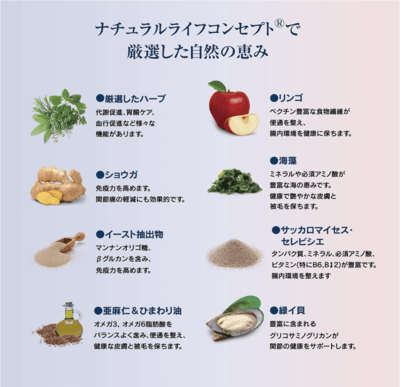 ナチュラルライフコンセプト®で
厳選した自然の恵み
●厳選したハーブ
代謝促進、胃腸ケア、
血行促進など様々な
機能があります。
●リンゴ
ペクチン豊富な食物繊維が
便通を整え、
腸内環境を健康に保ちます。
●ショウガ
免疫力を高めます。
関節痛の軽減にも効果的です。
●海藻
ミネラルや必須アミノ酸が
豊富な海の恵みです。
健康で艶やかな皮膚と
被毛を保ちます。
●イースト抽出物
マンナンオリゴ糖、
βグルカンを含み、
免疫力を高めます。
●サッカロマイセス・
セレビシエ
タンパク質、ミネラル、必須アミノ酸、
ビタミン(特にB6,B12)が豊富です。
腸内環境を整えます
●亜麻仁＆ひまわり油
オメガ3、オメガ6脂肪酸を
バランスよく含み、便通を整え、
健康な皮膚と被毛を保ちます。
●緑イ貝
豊富に含まれる
グリコサミノグリカンが
関節の健康をサポートします。